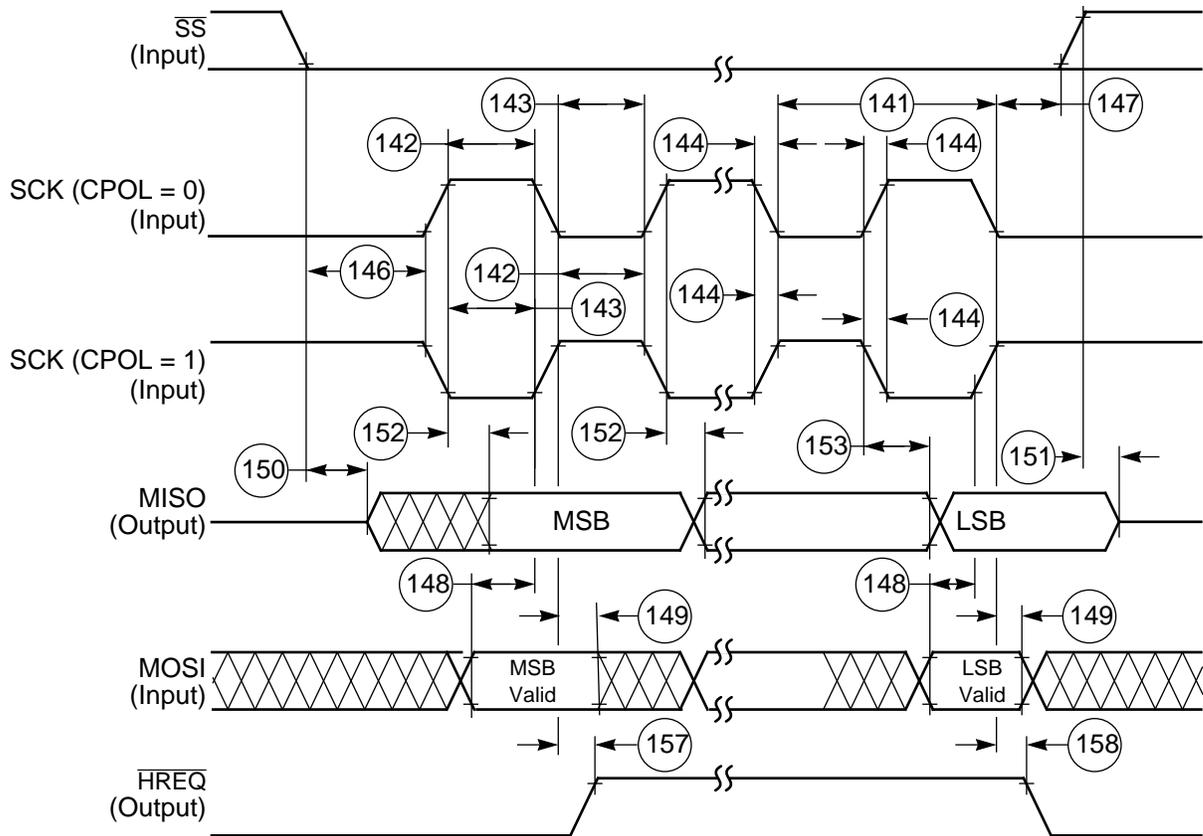 SS
(Input)
143
141
147
142
144
144
SCK (CPOL = 0)
(Input)
146
142
144
143
144
SCK (CPOL = 1)
(Input)
152
152
153
150
151
MISO
(Output)
MSB
LSB
148
148
149
149
MOSI
(Input)
MSB
Valid
LSB
Valid
157
158
HREQ
(Output)